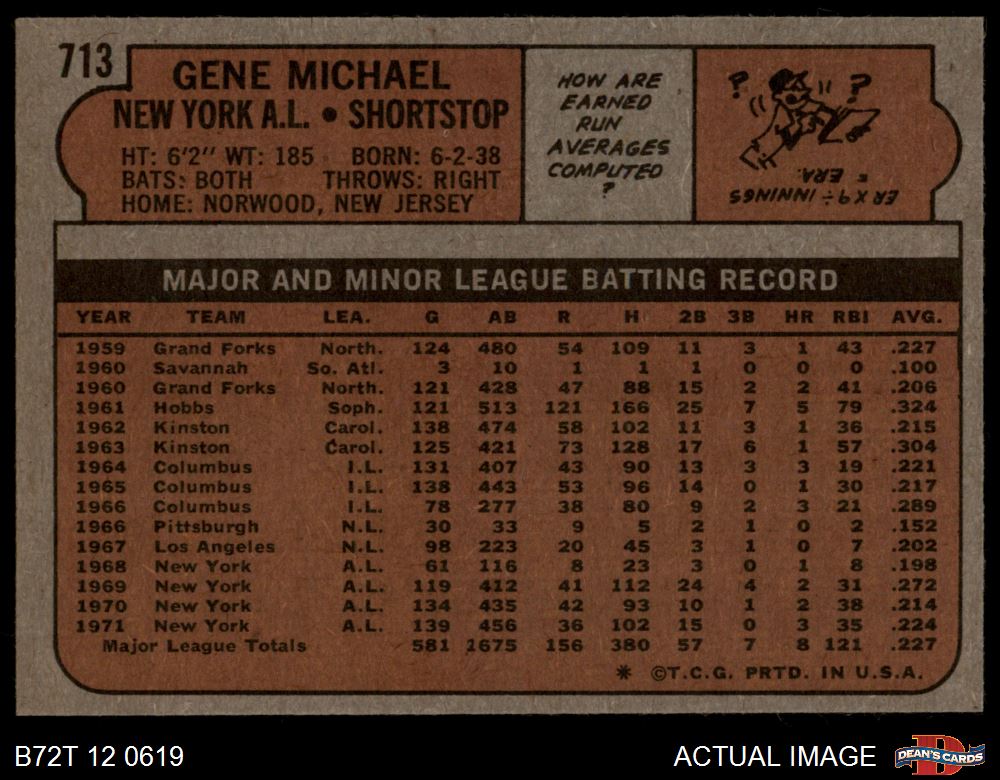 713
GENE MICHAEL
NEW YORK A.L. • SHORTSTOP
HT: 6'2" WT: 185 BORN: 6-2-38
BATS: BOTH THROWS: RIGHT
HOME: NORWOOD, NEW JERSEY
HOW ARE
EARNED
RUN
AVERAGES
COMPUTED
?
? ?
ER X 9 ÷ INNINGS
= ERA.
MAJOR AND MINOR LEAGUE BATTING RECORD
YEAR TEAM LEA. G AB R H 2B 3B HR RBI AVG.
1959 Grand Forks North. 124 480 54 109 11 3 1 43 .227
1960 Savannah So. Atl. 3 10 1 1 1 0 0 0 .100
1960 Grand Forks North. 121 428 47 88 15 2 2 41 .206
1961 Hobbs Soph. 121 513 121 166 25 7 5 79 .324
1962 Kinston Carol. 138 474 58 102 11 3 1 36 .215
1963 Kinston Carol. 125 421 73 128 17 6 1 57 .304
1964 Columbus I.L. 131 407 43 90 13 3 3 19 .221
1965 Columbus I.L. 138 443 53 96 14 0 1 30 .217
1966 Columbus I.L. 78 277 38 80 9 2 3 21 .289
1966 Pittsburgh N.L. 30 33 9 5 2 1 0 2 .152
1967 Los Angeles N.L. 98 223 20 45 3 1 0 7 .202
1968 New York A.L. 61 116 8 23 3 0 1 8 .198
1969 New York A.L. 119 412 41 112 24 4 2 31 .272
1970 New York A.L. 134 435 42 93 10 1 2 38 .214
1971 New York A.L. 139 456 36 102 15 0 3 35 .224
Major League Totals 581 1675 156 380 57 7 8 121 .227
* ©T.C.G. PRTD. IN U.S.A.
B72T 12 0619 ACTUAL IMAGE
DEAN'S CARDS